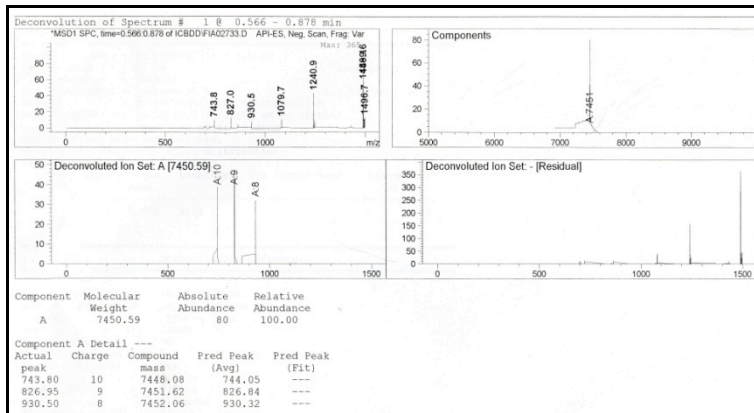 Deconvolution of Spectrum # 1 @ 0.566 - 0.878 min
*MSD1 SPC, time=0.566:0.878 of ICBDD\FIA02733.D API-ES, Neg, Scan, Frag: Var
80
60
40
20
0
743.8
827.0
930.5
1079.7
1240.9
1496.7
0
1000
m/z
Components
80
60
40
20
0
A:7451
5000
6000
7000
8000
9000
Deconvoluted Ion Set: A [7450.59]
50
40
30
20
10
0
A:10
A:9
A:8
0
500
1000
1500
Deconvoluted Ion Set: - [Residual]
350
300
250
200
150
100
50
0
0
500
1000
1500
Component Molecular Absolute Relative
Weight Abundance Abundance
A 7450.59 80 100.00
Component A Detail ---
Actual Charge Compound Pred Peak Pred Peak
peak mass (Avg) (Fit)
743.80 10 7448.08 744.05 ---
826.95 9 7451.62 826.84 ---
930.50 8 7452.06 930.32 ---